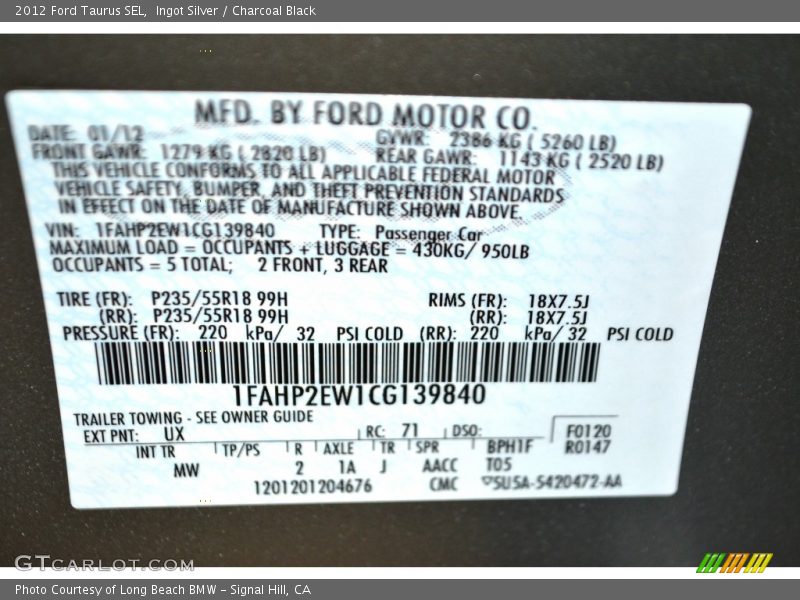 2012 Ford Taurus SEL,  Ingot Silver / Charcoal Black
MFD. BY FORD MOTOR CO.
DATE: 01/12 GVWR: 2386 KG ( 5260 LB)
FRONT GAWR: 1279 KG ( 2820 LB) REAR GAWR: 1143 KG ( 2520 LB)
THIS VEHICLE CONFORMS TO ALL APPLICABLE FEDERAL MOTOR
VEHICLE SAFETY, BUMPER, AND THEFT PREVENTION STANDARDS
IN EFFECT ON THE DATE OF MANUFACTURE SHOWN ABOVE.
VIN: 1FAHP2EW1CG139840 TYPE: Passenger Car
MAXIMUM LOAD = OCCUPANTS + LUGGAGE = 430KG/ 950LB
OCCUPANTS = 5 TOTAL; 2 FRONT, 3 REAR
TIRE (FR): P235/55R18 99H RIMS (FR): 18X7.5J
(RR): P235/55R18 99H (RR): 18X7.5J
PRESSURE (FR): 220 kPa/ 32 PSI COLD (RR): 220 kPa/ 32 PSI COLD
1FAHP2EW1CG139840
TRAILER TOWING - SEE OWNER GUIDE
EXT PNT: UX RC: 71 DSO: F0120
INT TR TP/PS R AXLE TR SPR BPH1F R0147
MW 2 1A J AACC T05
1201201204676 CMC 5U5A-5420472-AA
GTCarLot.com
Photo Courtesy of Long Beach BMW – Signal Hill, CA